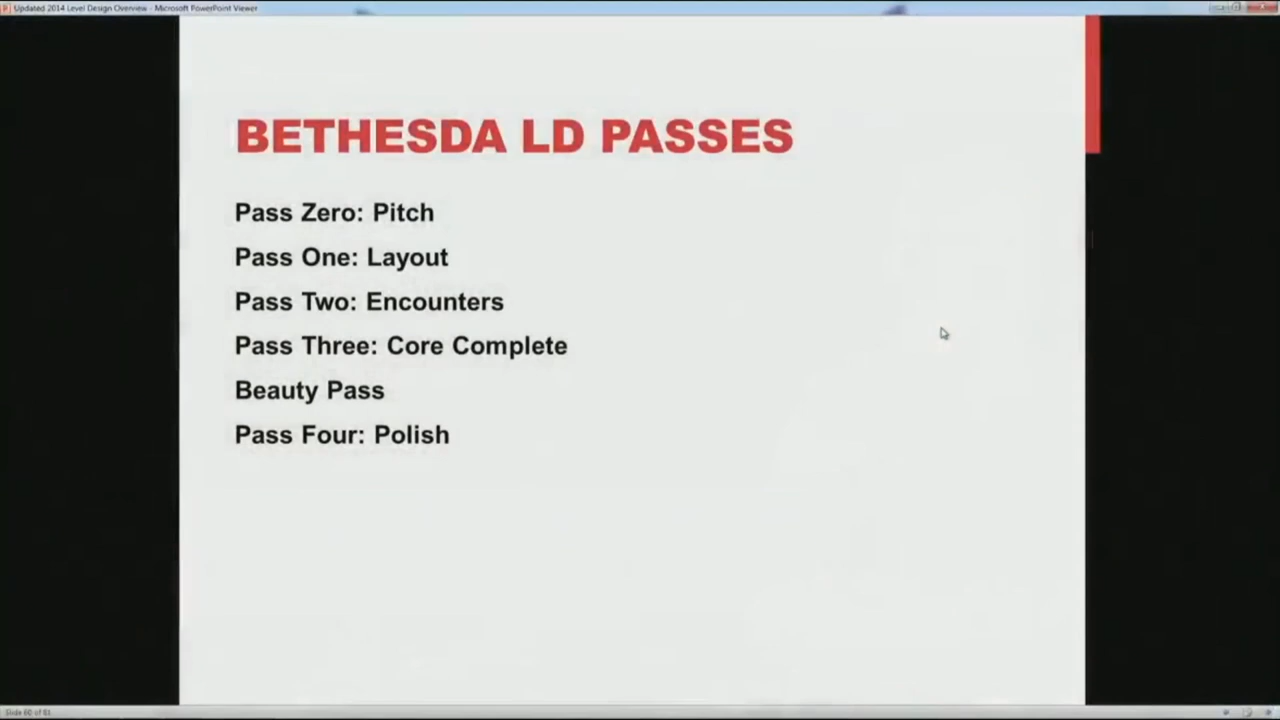 Updated 2014 Level Design Overview - Microsoft PowerPoint Viewer
BETHESDA LD PASSES
Pass Zero: Pitch
Pass One: Layout
Pass Two: Encounters
Pass Three: Core Complete
Beauty Pass
Pass Four: Polish